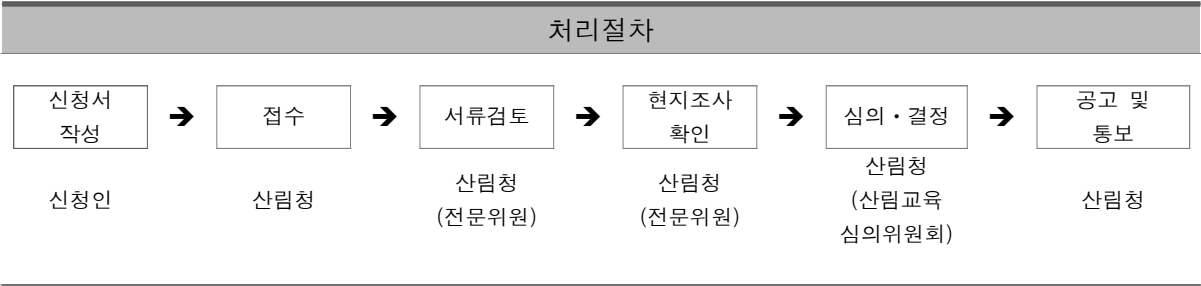 처리절차
신청서
작성
➔
접수
➔
서류검토
➔
현지조사
확인
➔
심의・결정
➔
공고 및
통보
신청인
산림청
산림청
(전문위원)
산림청
(전문위원)
산림청
(산림교육
심의위원회)
산림청